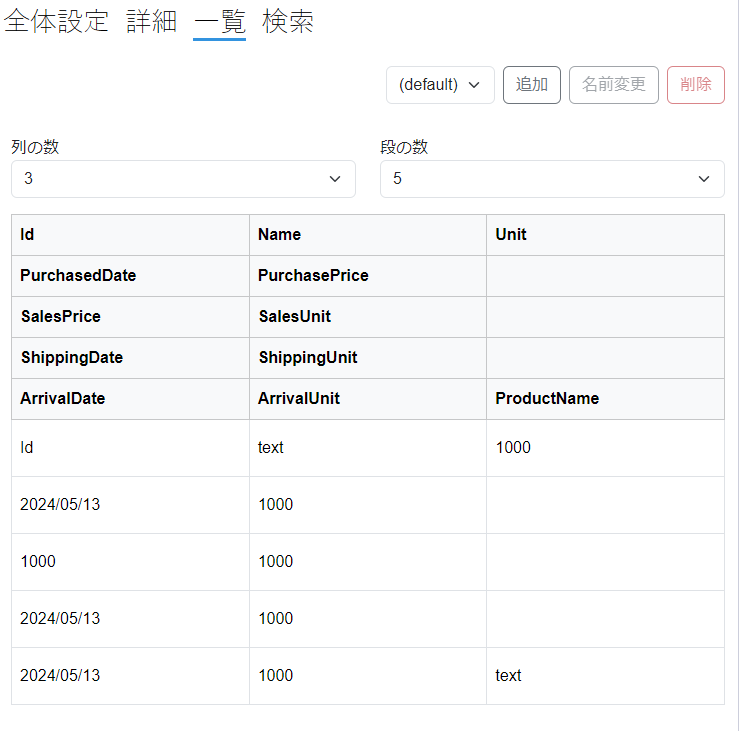 全体設定 詳細 一覧 検索
(default) 追加 名前変更 削除
列の数 段の数
3 5
Id Name Unit
PurchasedDate PurchasePrice
SalesPrice SalesUnit
ShippingDate ShippingUnit
ArrivalDate ArrivalUnit ProductName
Id text 1000
2024/05/13 1000
1000 1000
2024/05/13 1000
2024/05/13 1000 text